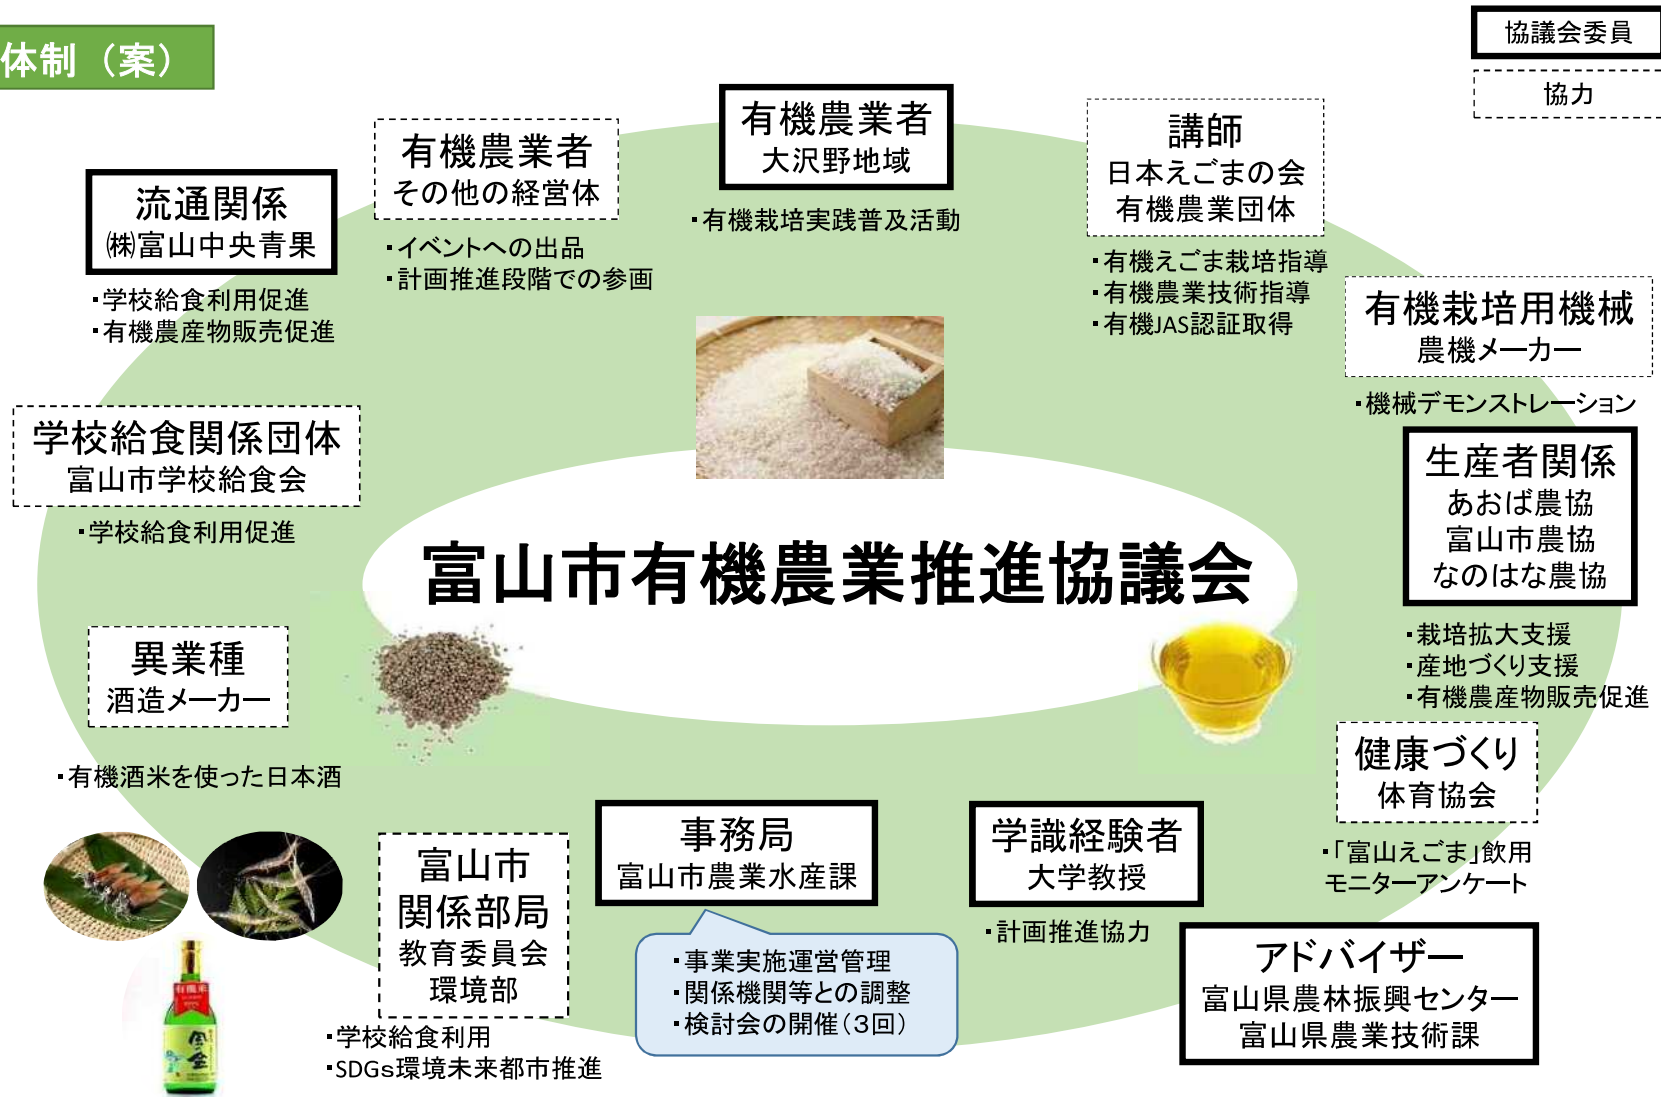 体制（案）
協議会委員
協力
有機農業者
大沢野地域
・有機栽培実践普及活動
有機農業者
その他の経営体
・イベントへの出品
・計画推進段階での参画
講師
日本えごまの会
有機農業団体
・有機えごま栽培指導
・有機農業技術指導
・有機JAS認証取得
流通関係
㈱富山中央青果
・学校給食利用促進
・有機農産物販売促進
有機栽培用機械
農機メーカー
・機械デモンストレーション
学校給食関係団体
富山市学校給食会
・学校給食利用促進
生産者関係
あおば農協
富山市農協
なのはな農協
・栽培拡大支援
・産地づくり支援
・有機農産物販売促進
富山市有機農業推進協議会
異業種
酒造メーカー
・有機酒米を使った日本酒
健康づくり
体育協会
・「富山えごま」飲用
モニターアンケート
富山市
関係部局
教育委員会
環境部
・学校給食利用
・SDGs環境未来都市推進
事務局
富山市農業水産課
・事業実施運営管理
・関係機関等との調整
・検討会の開催（3回）
学識経験者
大学教授
・計画推進協力
アドバイザー
富山県農林振興センター
富山県農業技術課